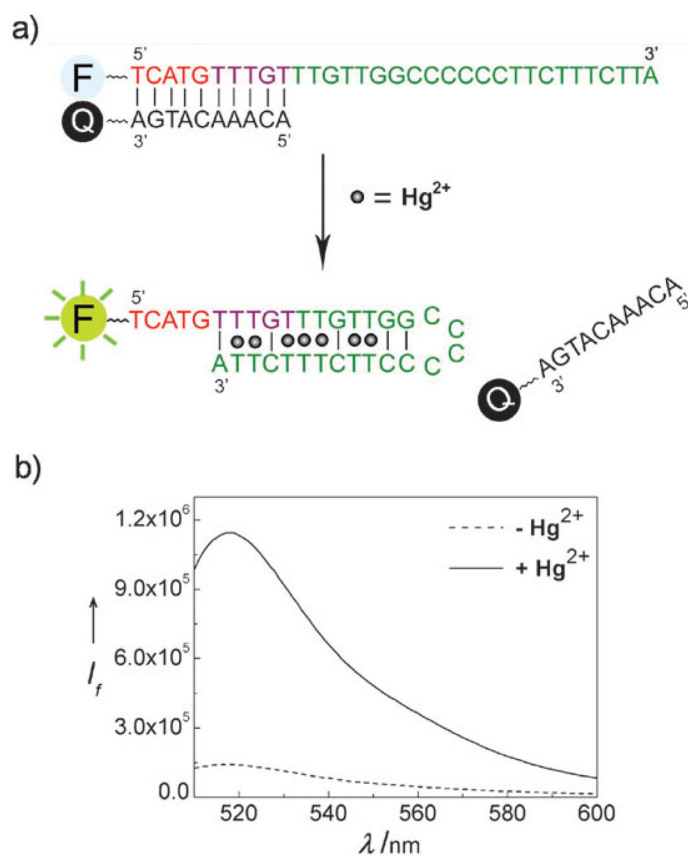 a)
5' 3'
F TCATGTTTGTTTGTTGGCCCCCCTTCTTTCTTA
Q AGTACAAACA
3' 5'
= Hg2+
5'
F TCATGTTTGTTTGTTGG C C
ATTCTTTCTTCC C C
3'
AGTACAAACA 5'
Q 3'
b)
1.2x10^6
9.0x10^5
6.0x10^5
3.0x10^5
0.0
I_f
- Hg2+
+ Hg2+
520 540 560 580 600
λ/nm